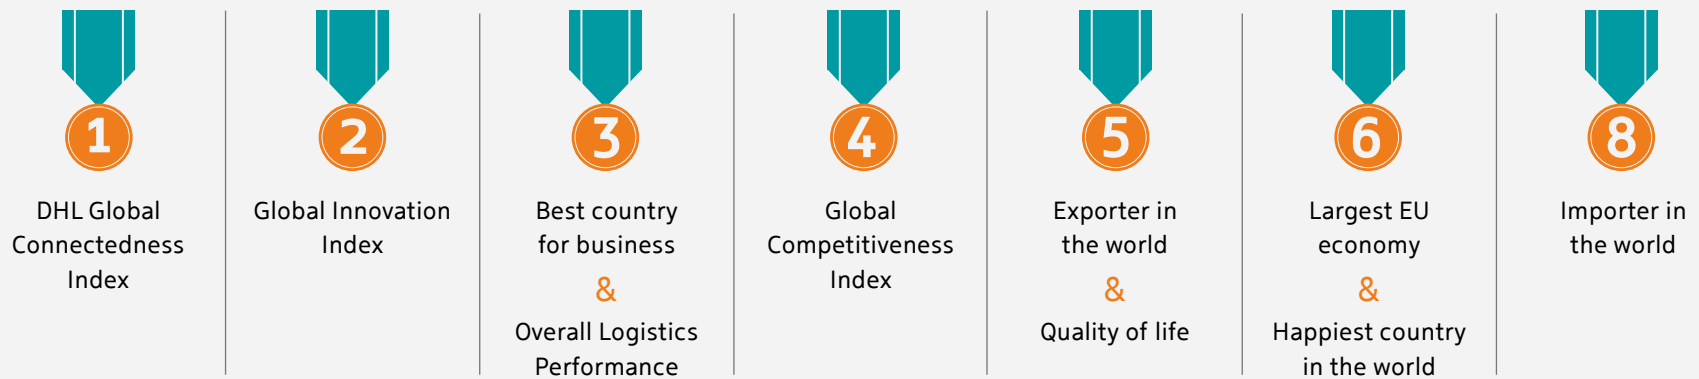 1
DHL Global
Connectedness
Index
2
Global Innovation
Index
3
Best country
for business
&
Overall Logistics
Performance
4
Global
Competitiveness
Index
5
Exporter in
the world
&
Quality of life
6
Largest EU
economy
&
Happiest country
in the world
8
Importer in
the world